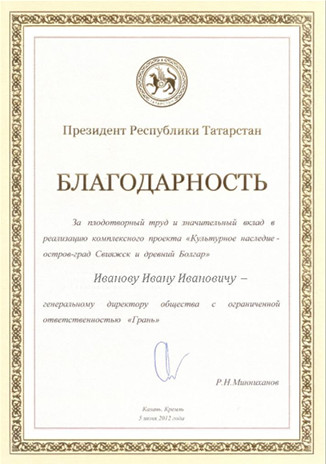 Президент Республики Татарстан
БЛАГОДАРНОСТЬ
За плодотворный труд и значительный вклад в
реализацию комплексного проекта «Культурное наследие -
остров-град Свияжск и древний Болгар»
Иванову Ивану Ивановичу –
генеральному директору общества с ограниченной
ответственностью «Грань»
Р.Н.Минниханов
Казань, Кремль
3 июля 2012 года